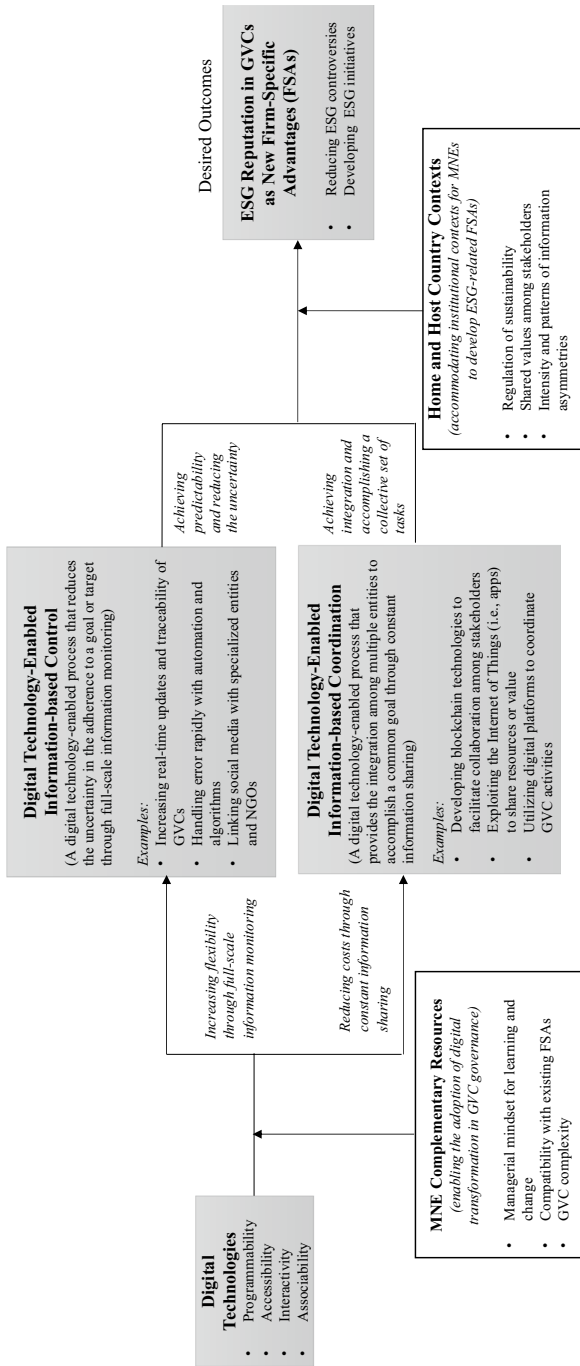 Digital
Technologies
• Programmability
• Accessibility
• Interactivity
• Associability
MNE Complementary Resources
(enabling the adoption of digital
transformation in GVC governance)
• Managerial mindset for learning and
change
• Compatibility with existing FSAs
• GVC complexity
Increasing flexibility
through full-scale
information monitoring
Reducing costs through
constant information
sharing
Digital Technology-Enabled
Information-based Control
(A digital technology-enabled process that reduces
the uncertainty in the adherence to a goal or target
through full-scale information monitoring)
Examples:
• Increasing real-time updates and traceability of
GVCs
• Handling error rapidly with automation and
algorithms
• Linking social media with specialized entities
and NGOs
Digital Technology-Enabled
Information-based Coordination
(A digital technology-enabled process that
provides the integration among multiple entities to
accomplish a common goal through constant
information sharing)
Examples:
• Developing blockchain technologies to
facilitate collaboration among stakeholders
• Exploiting the Internet of Things (i.e., apps)
to share resources or value
• Utilizing digital platforms to coordinate
GVC activities
Achieving
predictability
and reducing
the uncertainty
Achieving
integration and
accomplishing a
collective set of
tasks
Home and Host Country Contexts
(accommodating institutional contexts for MNEs
to develop ESG-related FSAs)
• Regulation of sustainability
• Shared values among stakeholders
• Intensity and patterns of information
asymmetries
Desired Outcomes
ESG Reputation in GVCs
as New Firm-Specific
Advantages (FSAs)
• Reducing ESG controversies
• Developing ESG initiatives